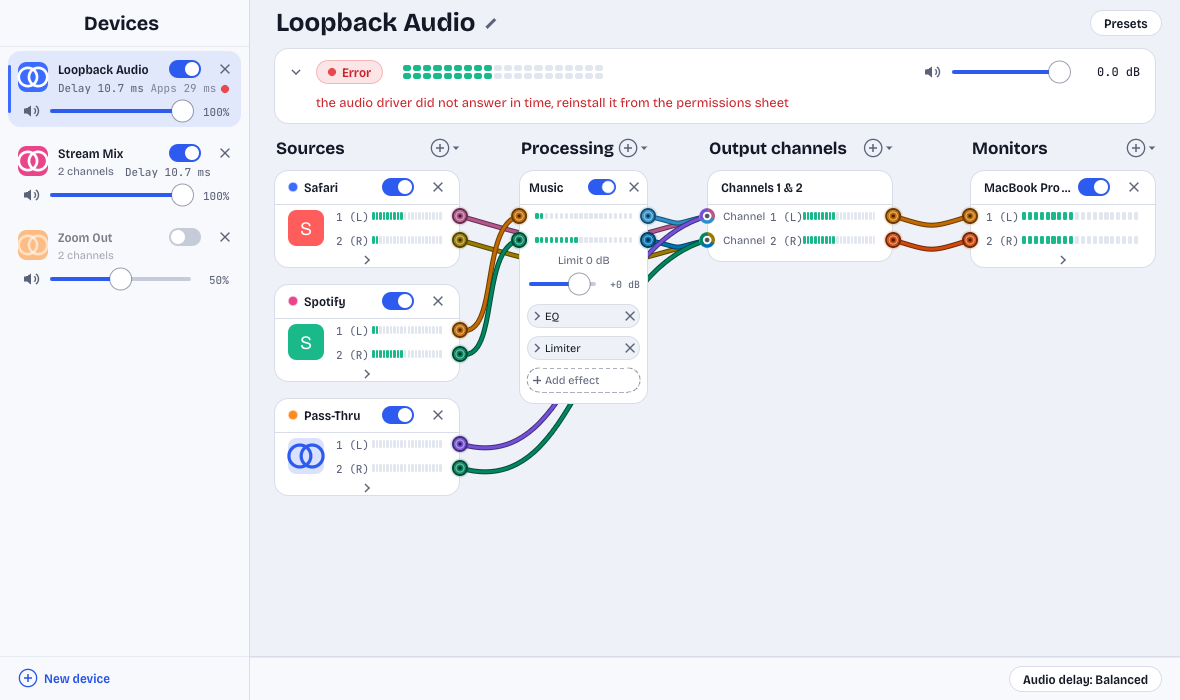 Devices
Loopback Audio
Delay 10.7 ms Apps 29 ms
100%
Stream Mix
2 channels Delay 10.7 ms
100%
Zoom Out
2 channels
50%
New device
Loopback Audio
Presets
Error
0.0 dB
the audio driver did not answer in time, reinstall it from the permissions sheet
Sources
Processing
Output channels
Monitors
Safari
S
1 (L)
2 (R)
Spotify
S
1 (L)
2 (R)
Pass-Thru
1 (L)
2 (R)
Music
Limit 0 dB
+0 dB
EQ
Limiter
Add effect
Channels 1 & 2
Channel 1 (L)
Channel 2 (R)
MacBook Pro...
1 (L)
2 (R)
Audio delay: Balanced